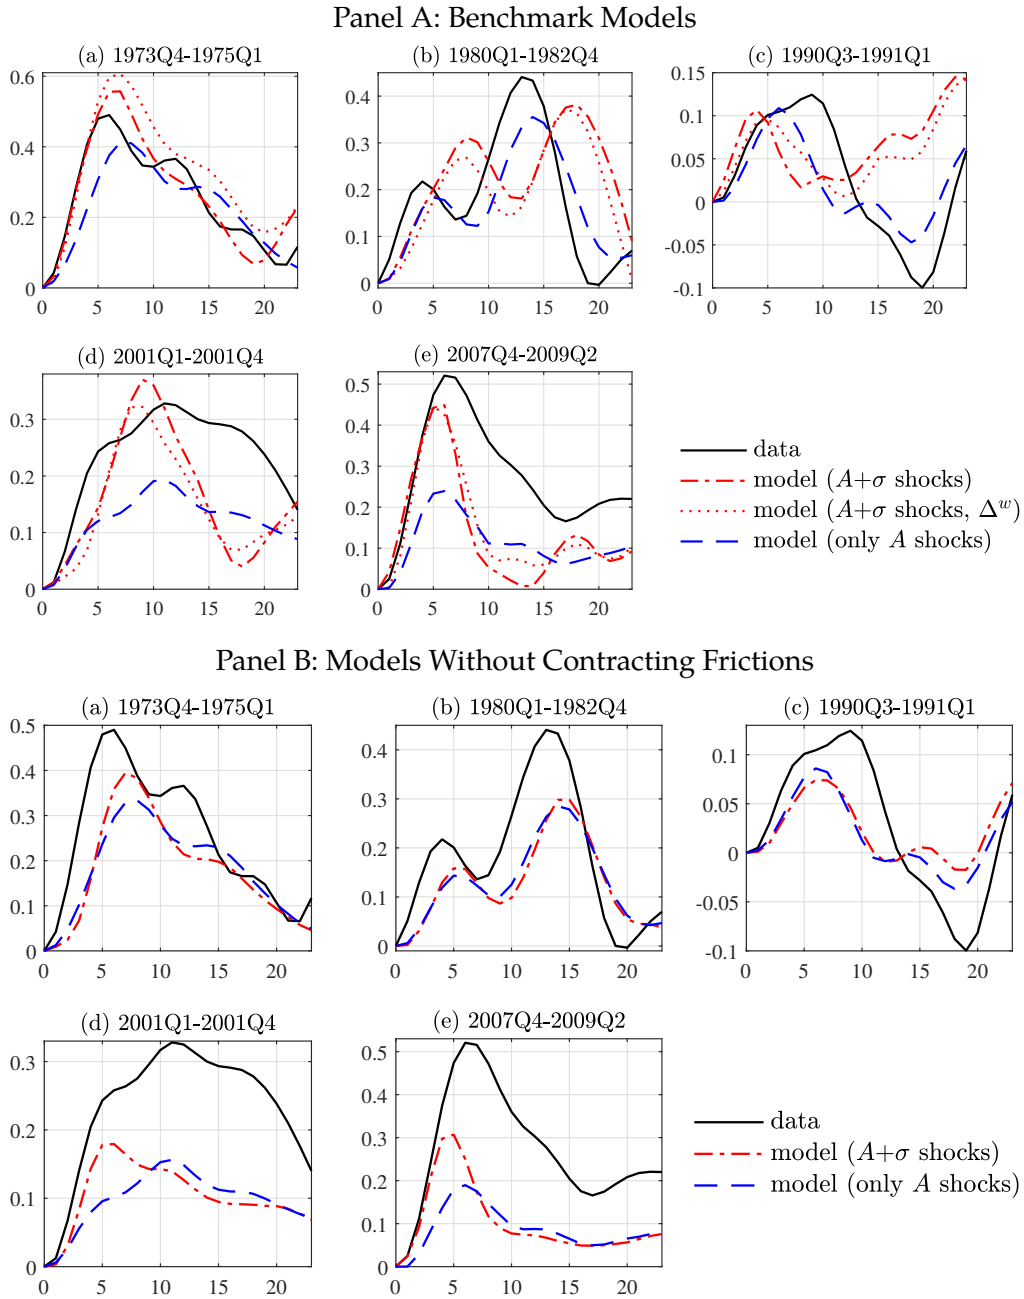 Panel A: Benchmark Models
(a) 1973Q4-1975Q1
0.6
0.4
0.2
0
0 5 10 15 20
(b) 1980Q1-1982Q4
0.4
0.3
0.2
0.1
0
0 5 10 15 20
(c) 1990Q3-1991Q1
0.15
0.1
0.05
0
-0.05
-0.1
0 5 10 15 20
(d) 2001Q1-2001Q4
0.3
0.2
0.1
0
0 5 10 15 20
(e) 2007Q4-2009Q2
0.5
0.4
0.3
0.2
0.1
0
0 5 10 15 20
data
model (A+σ shocks)
model (A+σ shocks, Δ^w)
model (only A shocks)
Panel B: Models Without Contracting Frictions
(a) 1973Q4-1975Q1
0.5
0.4
0.3
0.2
0.1
0
0 5 10 15 20
(b) 1980Q1-1982Q4
0.4
0.3
0.2
0.1
0
0 5 10 15 20
(c) 1990Q3-1991Q1
0.1
0.05
0
-0.05
-0.1
0 5 10 15 20
(d) 2001Q1-2001Q4
0.3
0.2
0.1
0
0 5 10 15 20
(e) 2007Q4-2009Q2
0.5
0.4
0.3
0.2
0.1
0
0 5 10 15 20
data
model (A+σ shocks)
model (only A shocks)